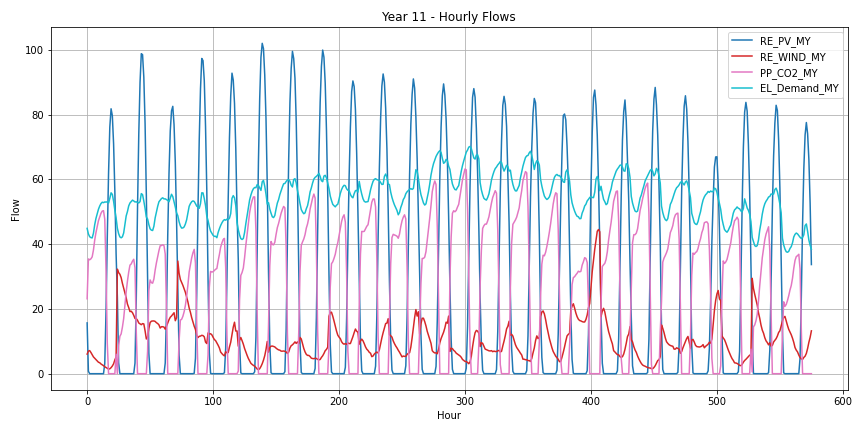 Year 11 - Hourly Flows
RE_PV_MY
RE_WIND_MY
PP_CO2_MY
EL_Demand_MY
100
80
60
40
20
0
Flow
0 100 200 300 400 500 600
Hour